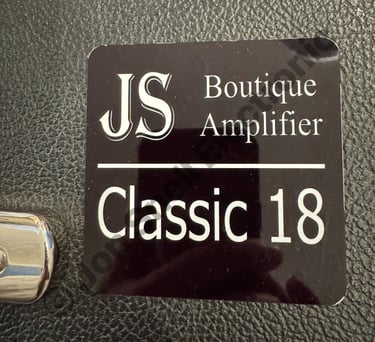 JS
Boutique
Amplifier
Classic 18